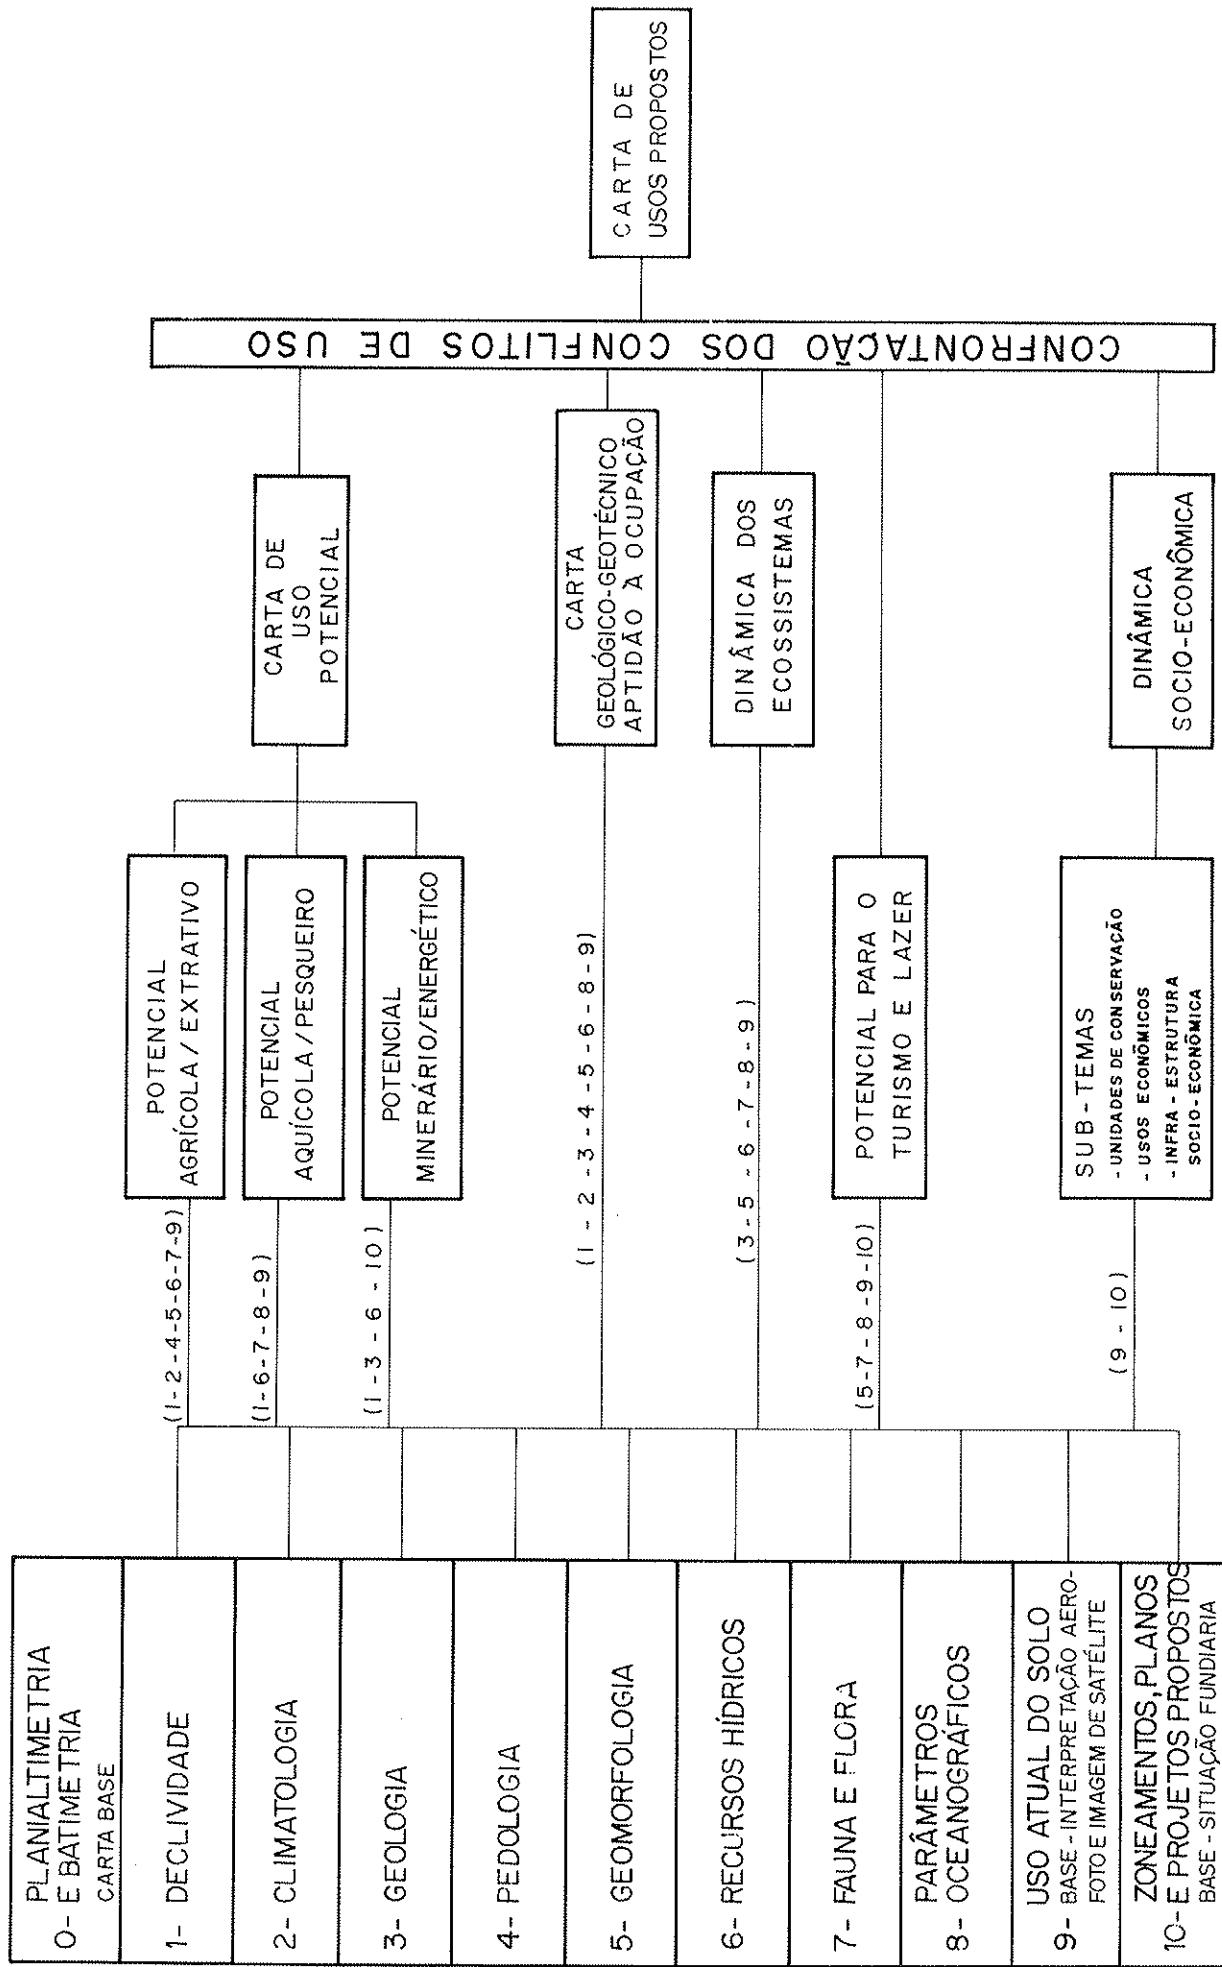 PLANIALTIMETRIA
0- E BATIMETRIA
CARTA BASE
1- DECLIVIDADE
2- CLIMATOLOGIA
3- GEOLOGIA
4- PEDOLOGIA
5- GEOMORFOLOGIA
6- RECURSOS HÍDRICOS
7- FAUNA E FLORA
PARÂMETROS
8- OCEANOGRÁFICOS
USO ATUAL DO SOLO
9- BASE - INTERPRETAÇÃO AERO-
FOTO E IMAGEM DE SATÉLITE
ZONEAMENTOS, PLANOS
10- E PROJETOS PROPOSTOS
BASE - SITUAÇÃO FUNDIARIA
(1-2-4-5-6-7-9)
(1-6-7-8-9)
(1-3-6-10)
(1-2-3-4-5-6-8-9)
(3-5-6-7-8-9)
(5-7-8-9-10)
(9-10)
POTENCIAL
AGRÍCOLA/EXTRATIVO
POTENCIAL
AQUÍCOLA/PESQUEIRO
POTENCIAL
MINERÁRIO/ENERGÉTICO
POTENCIAL PARA O
TURISMO E LAZER
SUB-TEMAS
- UNIDADES DE CONSERVAÇÃO
- USOS ECONÔMICOS
- INFRA-ESTRUTURA
SOCIO-ECONÔMICA
CARTA DE
USO
POTENCIAL
CARTA
GEOLÓGICO-GEOTÉCNICO
APTIDÃO À OCUPAÇÃO
DINÂMICA DOS
ECOSSISTEMAS
DINÂMICA
SOCIO-ECONÔMICA
CONFRONTAÇÃO DOS CONFLITOS DE USO
CARTA DE
USOS PROPOSTOS